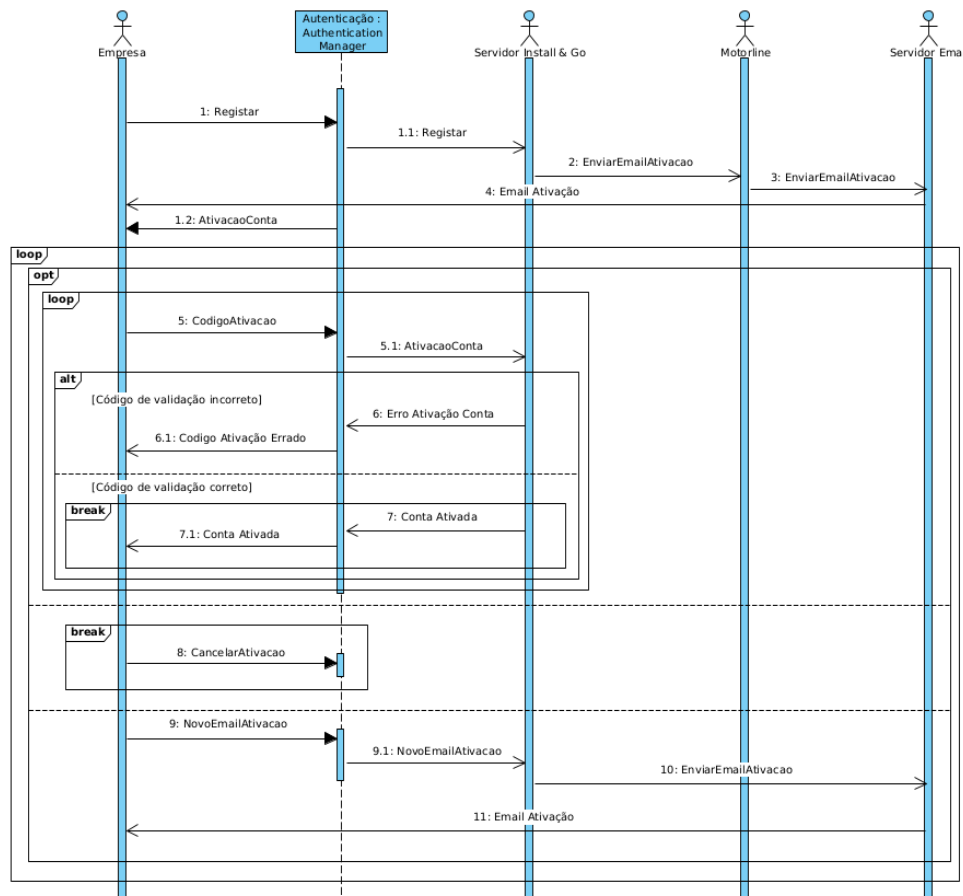 Autenticação :
Authentication
Manager
Empresa
Servidor Install & Go
Motorline
Servidor Ema
1: Registar
1.1: Registar
2: EnviarEmailAtivacao
3: EnviarEmailAtivacao
4: Email Ativação
1.2: AtivacaoConta
loop
opt
loop
5: CodigoAtivacao
5.1: AtivacaoConta
alt
[Código de validação incorreto]
6: Erro Ativação Conta
6.1: Codigo Ativação Errado
[Código de validação correto]
break
7: Conta Ativada
7.1: Conta Ativada
break
8: CancelarAtivacao
9: NovoEmailAtivacao
9.1: NovoEmailAtivacao
10: EnviarEmailAtivacao
11: Email Ativação